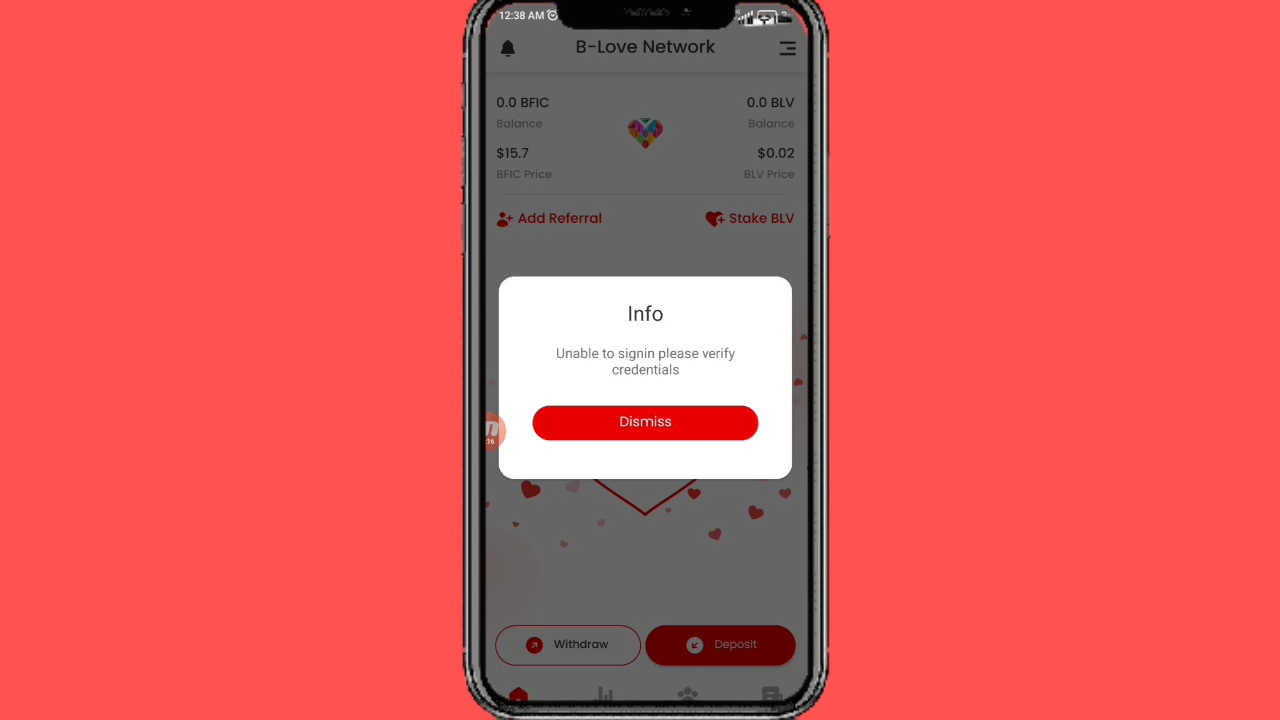 12:38 AM
B-Love Network
0.0 BFIC
0.0 BLV
Balance
Balance
$15.7
$0.02
BFIC Price
BLV Price
Add Referral
Stake BLV
Info
Unable to signin please verify
credentials
Dismiss
:16
Withdraw
Deposit